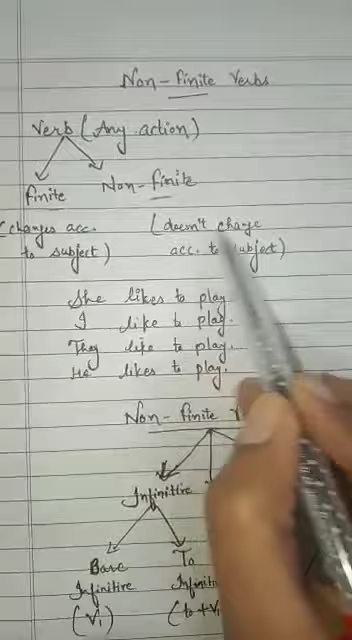 Non-finite Verbs
Verb (Any action)
finite Non-finite
(changes acc. (doesn't change
to subject) acc. to subject)
She likes to play
I like to play.
They like to play.
He likes to play.
Non-finite V
Infinitive
Bare To
Infinitive Infiniti
(V1) (to+V1